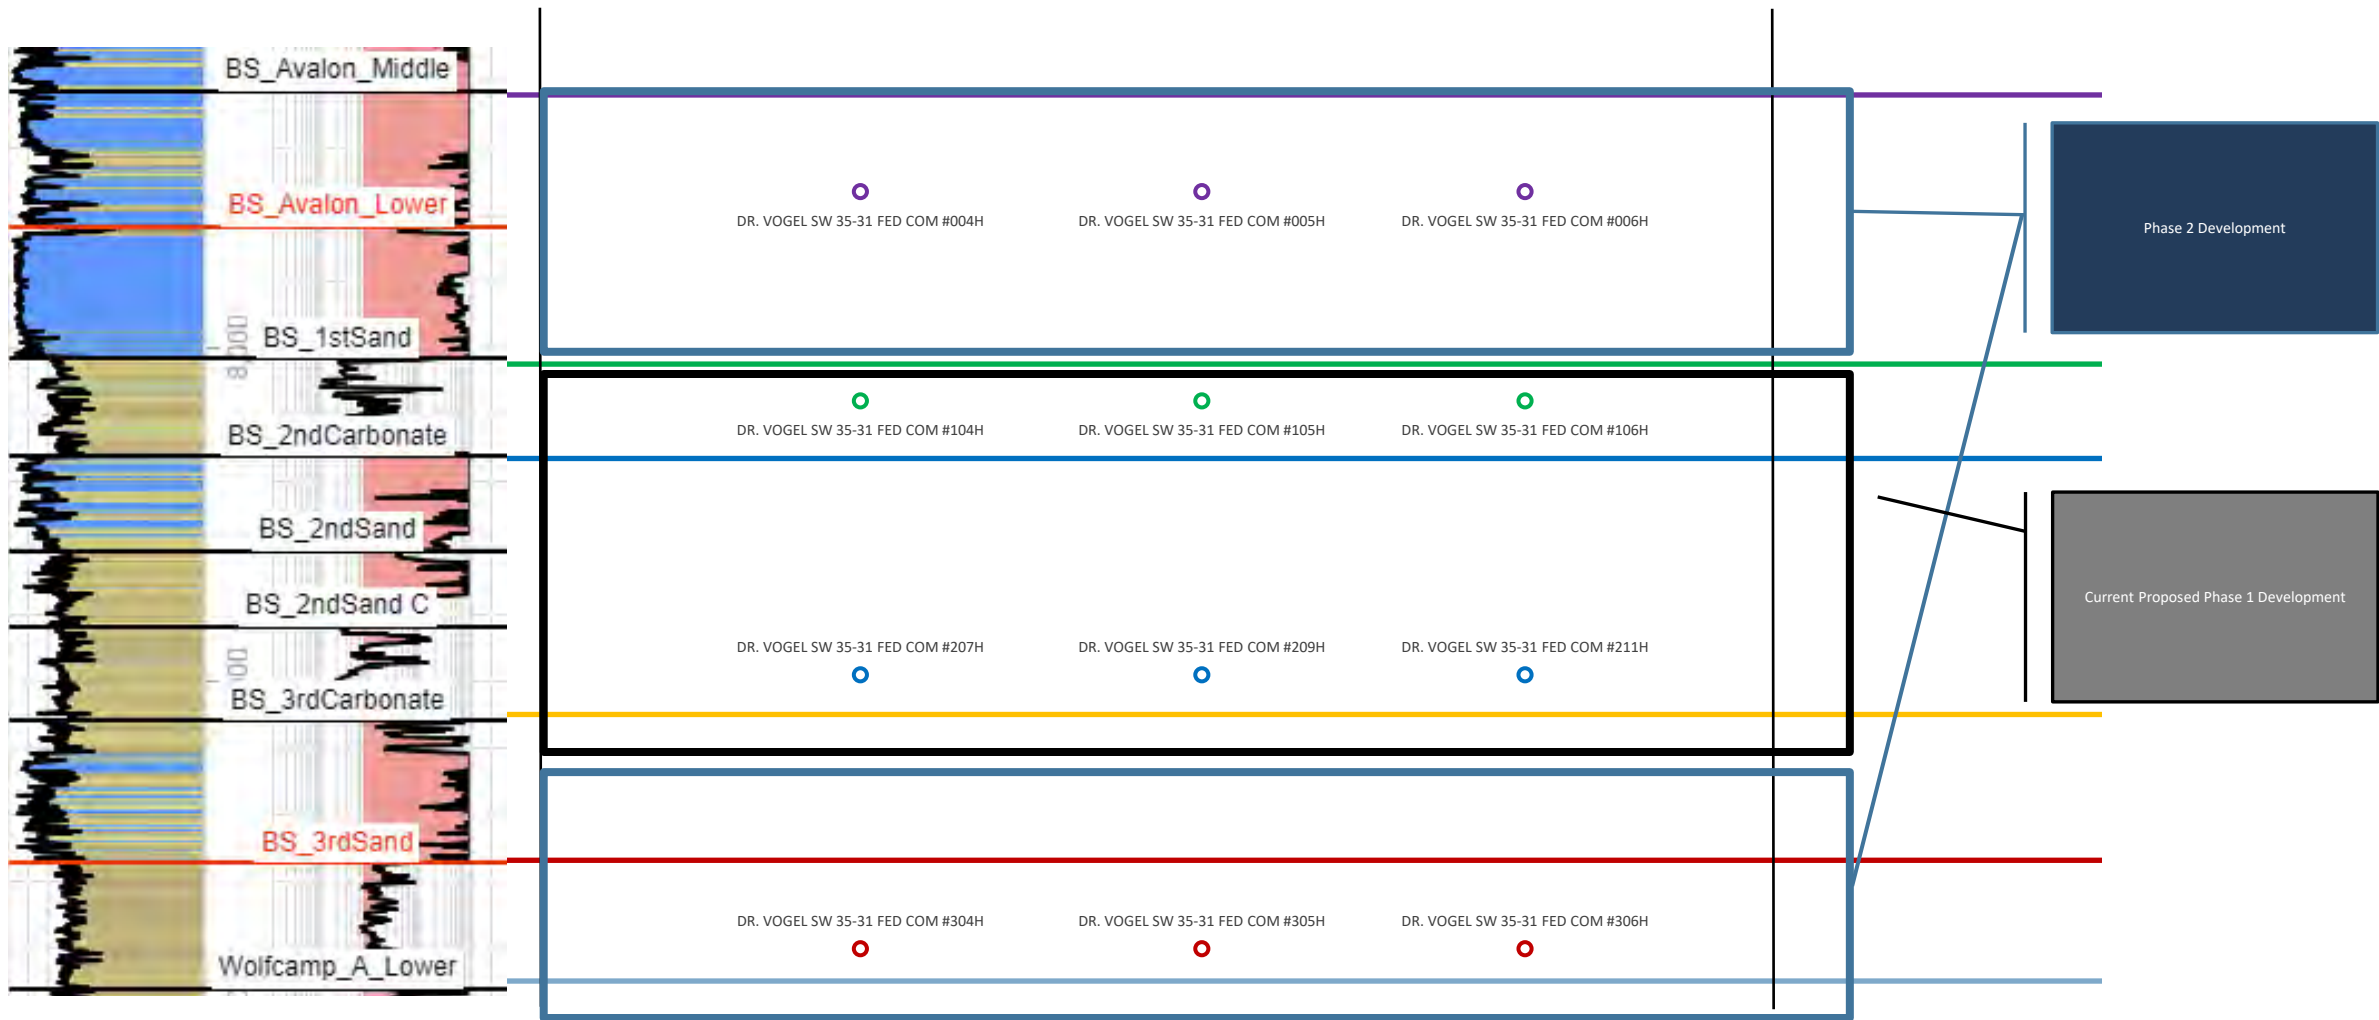 BS_Avalon_Middle
BS_Avalon_Lower
BS_1stSand
8,000
BS_2ndCarbonate
BS_2ndSand
BS_2ndSand C
BS_3rdCarbonate
BS_3rdSand
Wolfcamp_A_Lower
DR. VOGEL SW 35-31 FED COM #004H
DR. VOGEL SW 35-31 FED COM #005H
DR. VOGEL SW 35-31 FED COM #006H
DR. VOGEL SW 35-31 FED COM #104H
DR. VOGEL SW 35-31 FED COM #105H
DR. VOGEL SW 35-31 FED COM #106H
DR. VOGEL SW 35-31 FED COM #207H
DR. VOGEL SW 35-31 FED COM #209H
DR. VOGEL SW 35-31 FED COM #211H
DR. VOGEL SW 35-31 FED COM #304H
DR. VOGEL SW 35-31 FED COM #305H
DR. VOGEL SW 35-31 FED COM #306H
Phase 2 Development
Current Proposed Phase 1 Development